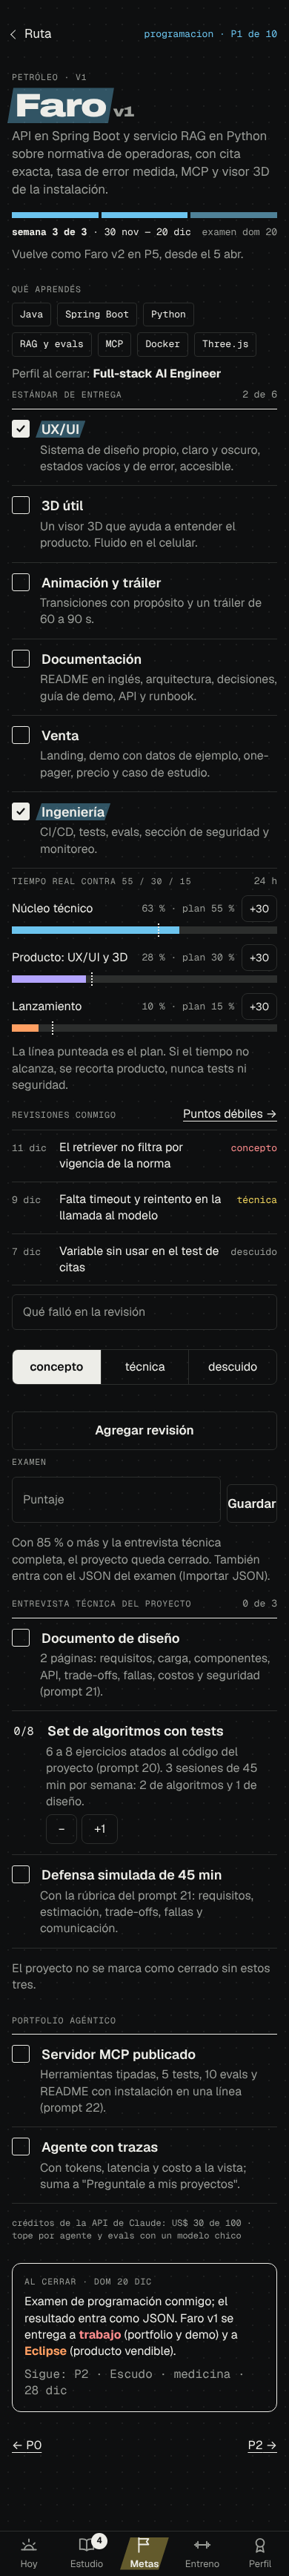 Ruta
programacion · P1 de 10
PETRÓLEO · V1
Faro v1
API en Spring Boot y servicio RAG en Python
sobre normativa de operadoras, con cita
exacta, tasa de error medida, MCP y visor 3D
de la instalación.
semana 3 de 3 · 30 nov — 20 dic examen dom 20
Vuelve como Faro v2 en P5, desde el 5 abr.
QUÉ APRENDÉS
Java Spring Boot Python
RAG y evals MCP Docker Three.js
Perfil al cerrar: Full-stack AI Engineer
ESTÁNDAR DE ENTREGA 2 de 6
UX/UI
Sistema de diseño propio, claro y oscuro,
estados vacíos y de error, accesible.
3D útil
Un visor 3D que ayuda a entender el
producto. Fluido en el celular.
Animación y tráiler
Transiciones con propósito y un tráiler de
60 a 90 s.
Documentación
README en inglés, arquitectura, decisiones,
guía de demo, API y runbook.
Venta
Landing, demo con datos de ejemplo, one-
pager, precio y caso de estudio.
Ingeniería
CI/CD, tests, evals, sección de seguridad y
monitoreo.
TIEMPO REAL CONTRA 55 / 30 / 15 24 h
Núcleo técnico 63 % · plan 55 % +30
Producto: UX/UI y 3D 28 % · plan 30 % +30
Lanzamiento 10 % · plan 15 % +30
La línea punteada es el plan. Si el tiempo no
alcanza, se recorta producto, nunca tests ni
seguridad.
REVISIONES CONMIGO Puntos débiles →
11 dic El retriever no filtra por concepto
vigencia de la norma
9 dic Falta timeout y reintento en la técnica
llamada al modelo
7 dic Variable sin usar en el test de descuido
citas
Qué falló en la revisión
concepto técnica descuido
Agregar revisión
EXAMEN
Puntaje Guardar
Con 85 % o más y la entrevista técnica
completa, el proyecto queda cerrado. También
entra con el JSON del examen (Importar JSON).
ENTREVISTA TÉCNICA DEL PROYECTO 0 de 3
Documento de diseño
2 páginas: requisitos, carga, componentes,
API, trade-offs, fallas, costos y seguridad
(prompt 21).
0/8 Set de algoritmos con tests
6 a 8 ejercicios atados al código del
proyecto (prompt 20). 3 sesiones de 45
min por semana: 2 de algoritmos y 1 de
diseño.
− +1
Defensa simulada de 45 min
Con la rúbrica del prompt 21: requisitos,
estimación, trade-offs, fallas y
comunicación.
El proyecto no se marca como cerrado sin estos
tres.
PORTFOLIO AGÉNTICO
Servidor MCP publicado
Herramientas tipadas, 5 tests, 10 evals y
README con instalación en una línea
(prompt 22).
Agente con trazas
Con tokens, latencia y costo a la vista;
suma a "Preguntale a mis proyectos".
créditos de la API de Claude: US$ 30 de 100 ·
tope por agente y evals con un modelo chico
AL CERRAR · DOM 20 DIC
Examen de programación conmigo; el
resultado entra como JSON. Faro v1 se
entrega a trabajo (portfolio y demo) y a
Eclipse (producto vendible).
Sigue: P2 · Escudo · medicina ·
28 dic
← P0 P2 →
4
Hoy Estudio Metas Entreno Perfil